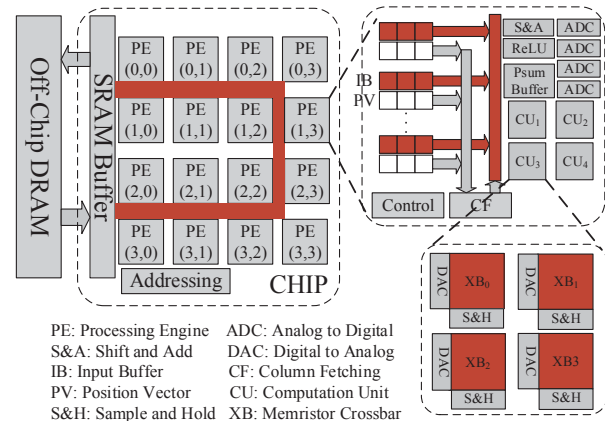 Off-Chip DRAM
SRAM Buffer
PE (0,0)
PE (0,1)
PE (0,2)
PE (0,3)
PE (1,0)
PE (1,1)
PE (1,2)
PE (1,3)
PE (2,0)
PE (2,1)
PE (2,2)
PE (2,3)
PE (3,0)
PE (3,1)
PE (3,2)
PE (3,3)
Addressing
CHIP
IB
PV
⋮
Control
CF
S&A
ReLU
Psum
Buffer
ADC
ADC
ADC
ADC
CU1
CU2
CU3
CU4
DAC
XB0
S&H
DAC
XB1
S&H
DAC
XB2
S&H
DAC
XB3
S&H
PE: Processing Engine
ADC: Analog to Digital
S&A: Shift and Add
DAC: Digital to Analog
IB: Input Buffer
CF: Column Fetching
PV: Position Vector
CU: Computation Unit
S&H: Sample and Hold
XB: Memristor Crossbar